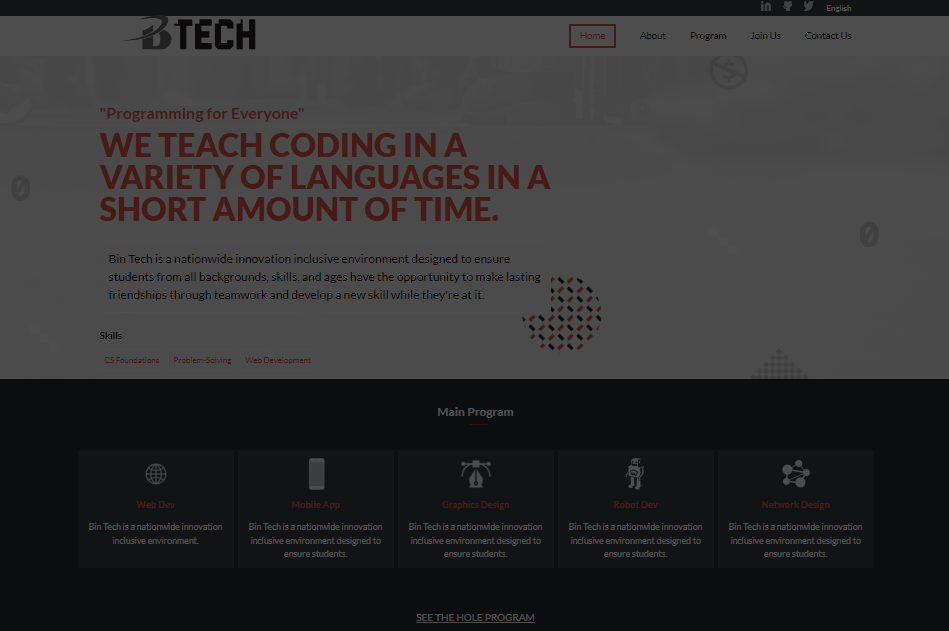 English
BTECH
Home About Program Join Us Contact Us
"Programming for Everyone"
WE TEACH CODING IN A
VARIETY OF LANGUAGES IN A
SHORT AMOUNT OF TIME.
Bin Tech is a nationwide innovation inclusive environment designed to ensure
students from all backgrounds, skills, and ages have the opportunity to make lasting
friendships through teamwork and develop a new skill while they're at it.
Skills
CS Foundations Problem-Solving Web Development
Main Program
Web Dev
Bin Tech is a nationwide innovation
inclusive environment.
Mobile App
Bin Tech is a nationwide innovation
inclusive environment designed to
ensure students.
Graphics Design
Bin Tech is a nationwide innovation
inclusive environment designed to
ensure students.
Robot Dev
Bin Tech is a nationwide innovation
inclusive environment designed to
ensure students.
Network Design
Bin Tech is a nationwide innovation
inclusive environment designed to
ensure students.
SEE THE HOLE PROGRAM